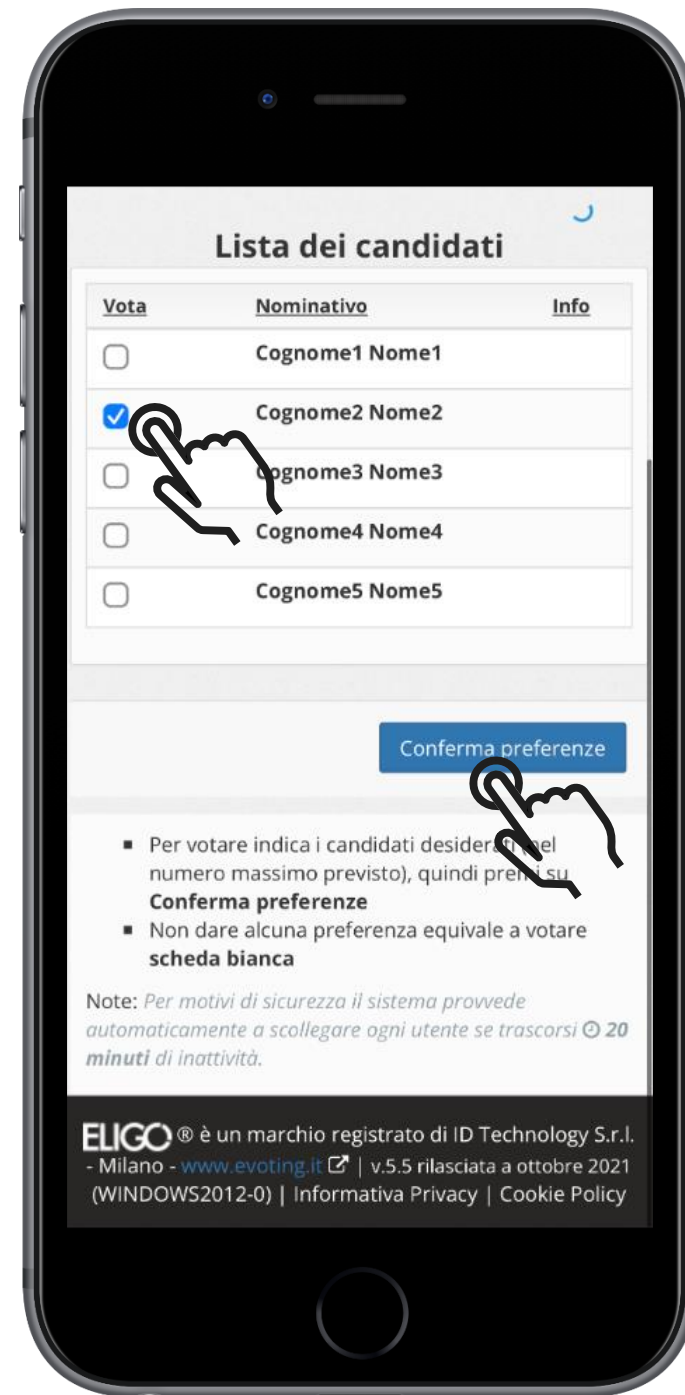 Lista dei candidati
Vota Nominativo Info
Cognome1 Nome1
Cognome2 Nome2
Cognome3 Nome3
Cognome4 Nome4
Cognome5 Nome5
Conferma preferenze
▪ Per votare indica i candidati desiderati (nel
numero massimo previsto), quindi premi su
Conferma preferenze
▪ Non dare alcuna preferenza equivale a votare
scheda bianca
Note: Per motivi di sicurezza il sistema provvede
automaticamente a scollegare ogni utente se trascorsi 20
minuti di inattività.
ELIGO ® è un marchio registrato di ID Technology S.r.l.
- Milano - www.evoting.it | v.5.5 rilasciata a ottobre 2021
(WINDOWS2012-0) | Informativa Privacy | Cookie Policy